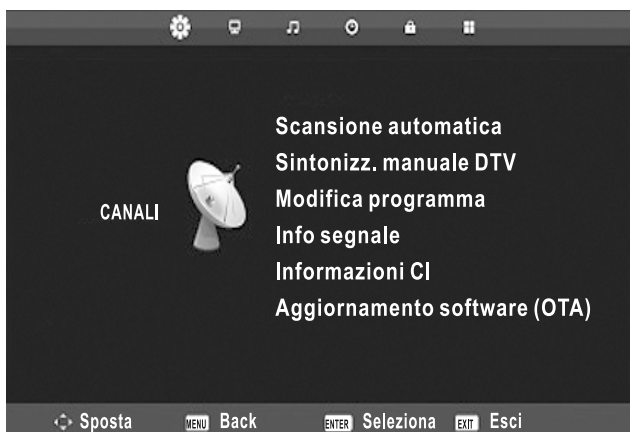 Scansione automatica
Sintonizz. manuale DTV
CANALI
Modifica programma
Info segnale
Informazioni CI
Aggiornamento software (OTA)
Sposta MENU Back ENTER Seleziona EXIT Esci